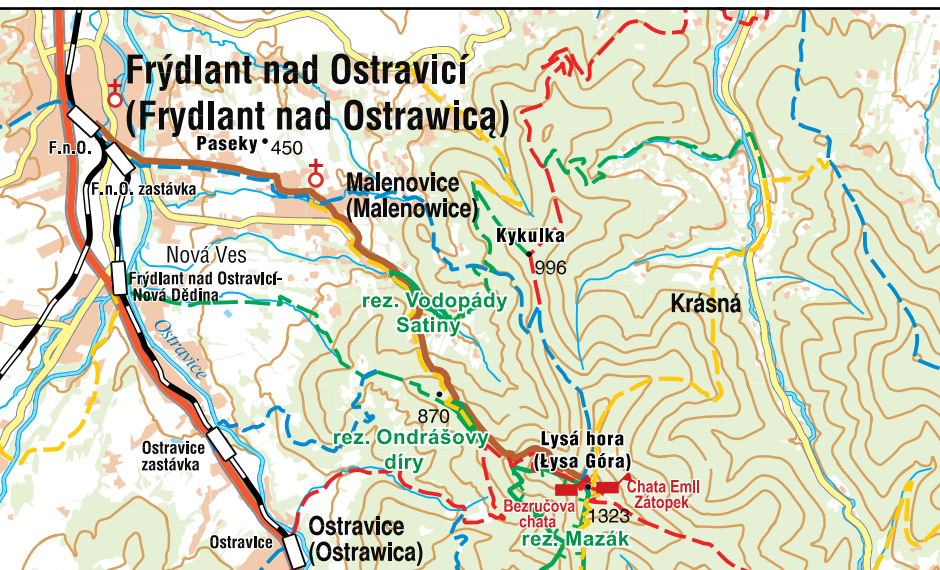 Frýdlant nad Ostravicí
(Frydlant nad Ostrawicą)
F.n.O.
Paseky
450
F.n.O. zastávka
Malenovice
(Malenowice)
Kykulka
996
Nová Ves
Frýdlant nad Ostravicí-
Nová Dědina
rez. Vodopády
Satiny
Krásná
Ostravice
870
rez. Ondrášovy
díry
Ostravice
zastávka
Lysá hora
(Łysa Góra)
Bezručova
chata
Chata Emll
Zátopek
1323
rez. Mazák
Ostravlce
Ostravice
(Ostrawica)